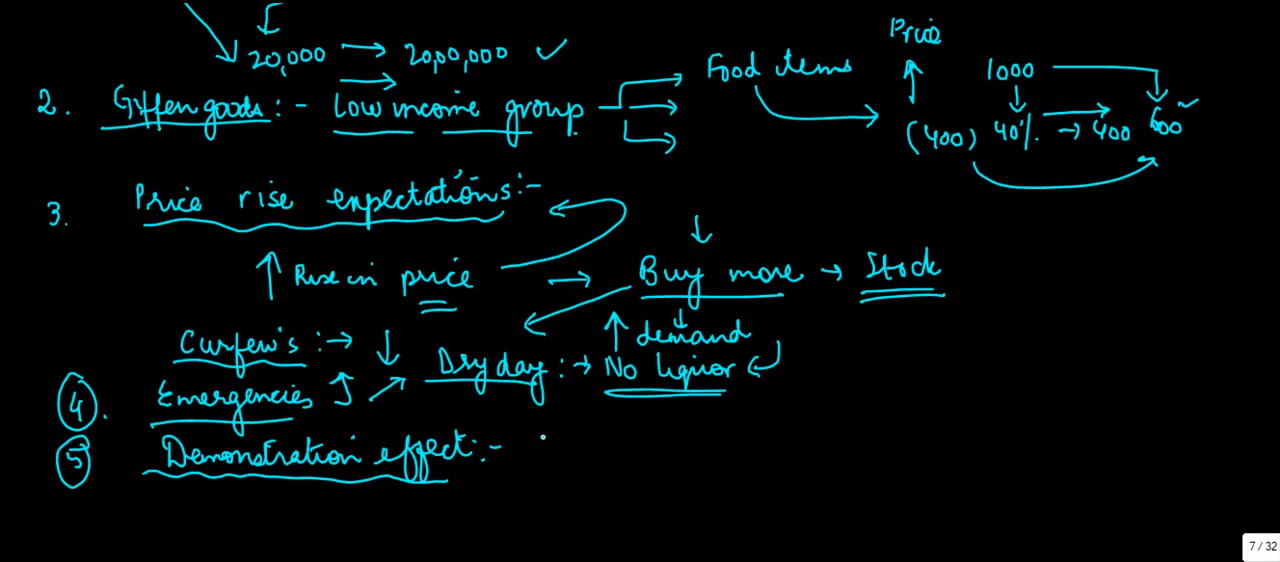 20,000 → 20,00,000 ✓
Price
Food items
1000
2. Giffen goods :- Low income group
(400) 40% → 400 600 ✓
3. Price rise expectations :-
↑ Rise in price → Buy more → Stock
↑ demand
Curfew's :→ ↓
Dry day :→ No liquor
4. Emergencies
5 Demonstration effect :-
7 / 32